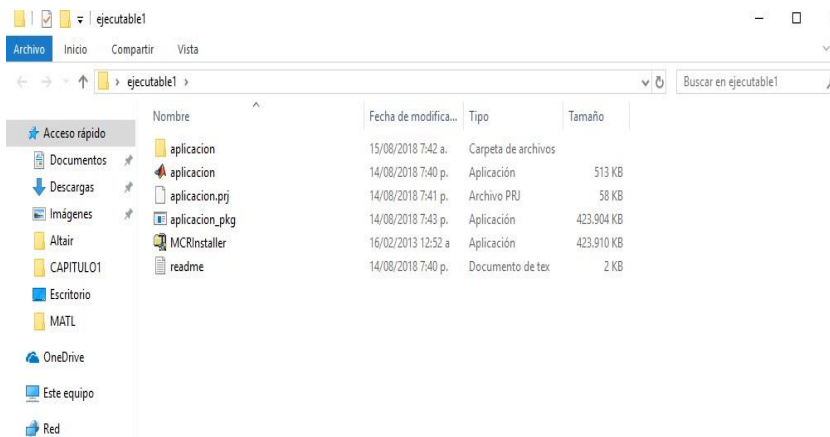 ejecutable1
Archivo Inicio Compartir Vista
ejecutable1
Buscar en ejecutable1
Nombre Fecha de modifica... Tipo Tamaño
Acceso rápido
Documentos
Descargas
Imágenes
Altair
CAPITULO1
Escritorio
MATL
OneDrive
Este equipo
Red
aplicacion 15/08/2018 7:42 a. Carpeta de archivos
aplicacion 14/08/2018 7:40 p. Aplicación 513 KB
aplicacion.prj 14/08/2018 7:41 p. Archivo PRJ 58 KB
aplicacion_pkg 14/08/2018 7:43 p. Aplicación 423.904 KB
MCRInstaller 16/02/2013 12:52 a Aplicación 423.910 KB
readme 14/08/2018 7:40 p. Documento de tex 2 KB